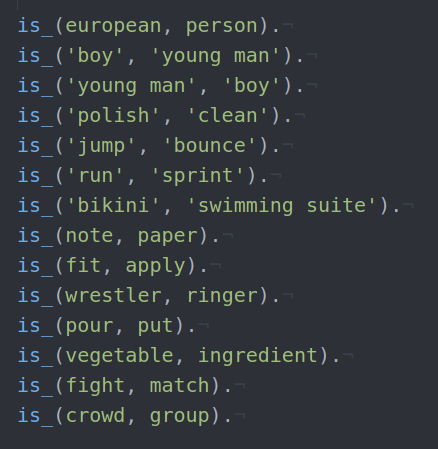 is_(european, person).¬
is_('boy', 'young man').¬
is_('young man', 'boy').¬
is_('polish', 'clean').¬
is_('jump', 'bounce').¬
is_('run', 'sprint').¬
is_('bikini', 'swimming suite').¬
is_(note, paper).¬
is_(fit, apply).¬
is_(wrestler, ringer).¬
is_(pour, put).¬
is_(vegetable, ingredient).¬
is_(fight, match).¬
is_(crowd, group).¬